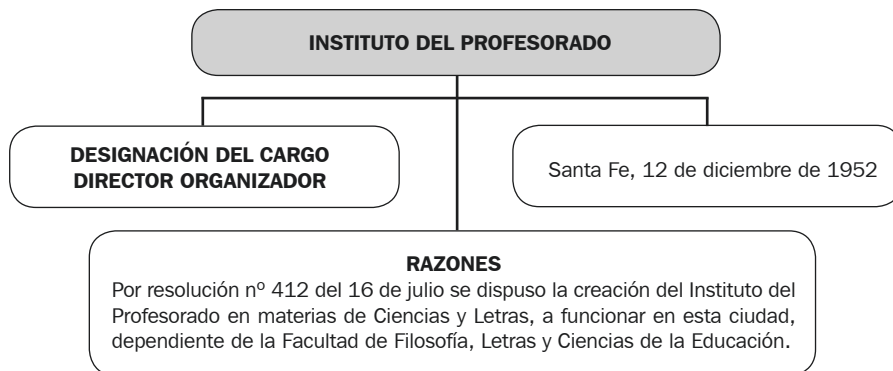 INSTITUTO DEL PROFESORADO
DESIGNACIÓN DEL CARGO
DIRECTOR ORGANIZADOR
Santa Fe, 12 de diciembre de 1952
RAZONES
Por resolución nº 412 del 16 de julio se dispuso la creación del Instituto del
Profesorado en materias de Ciencias y Letras, a funcionar en esta ciudad,
dependiente de la Facultad de Filosofía, Letras y Ciencias de la Educación.